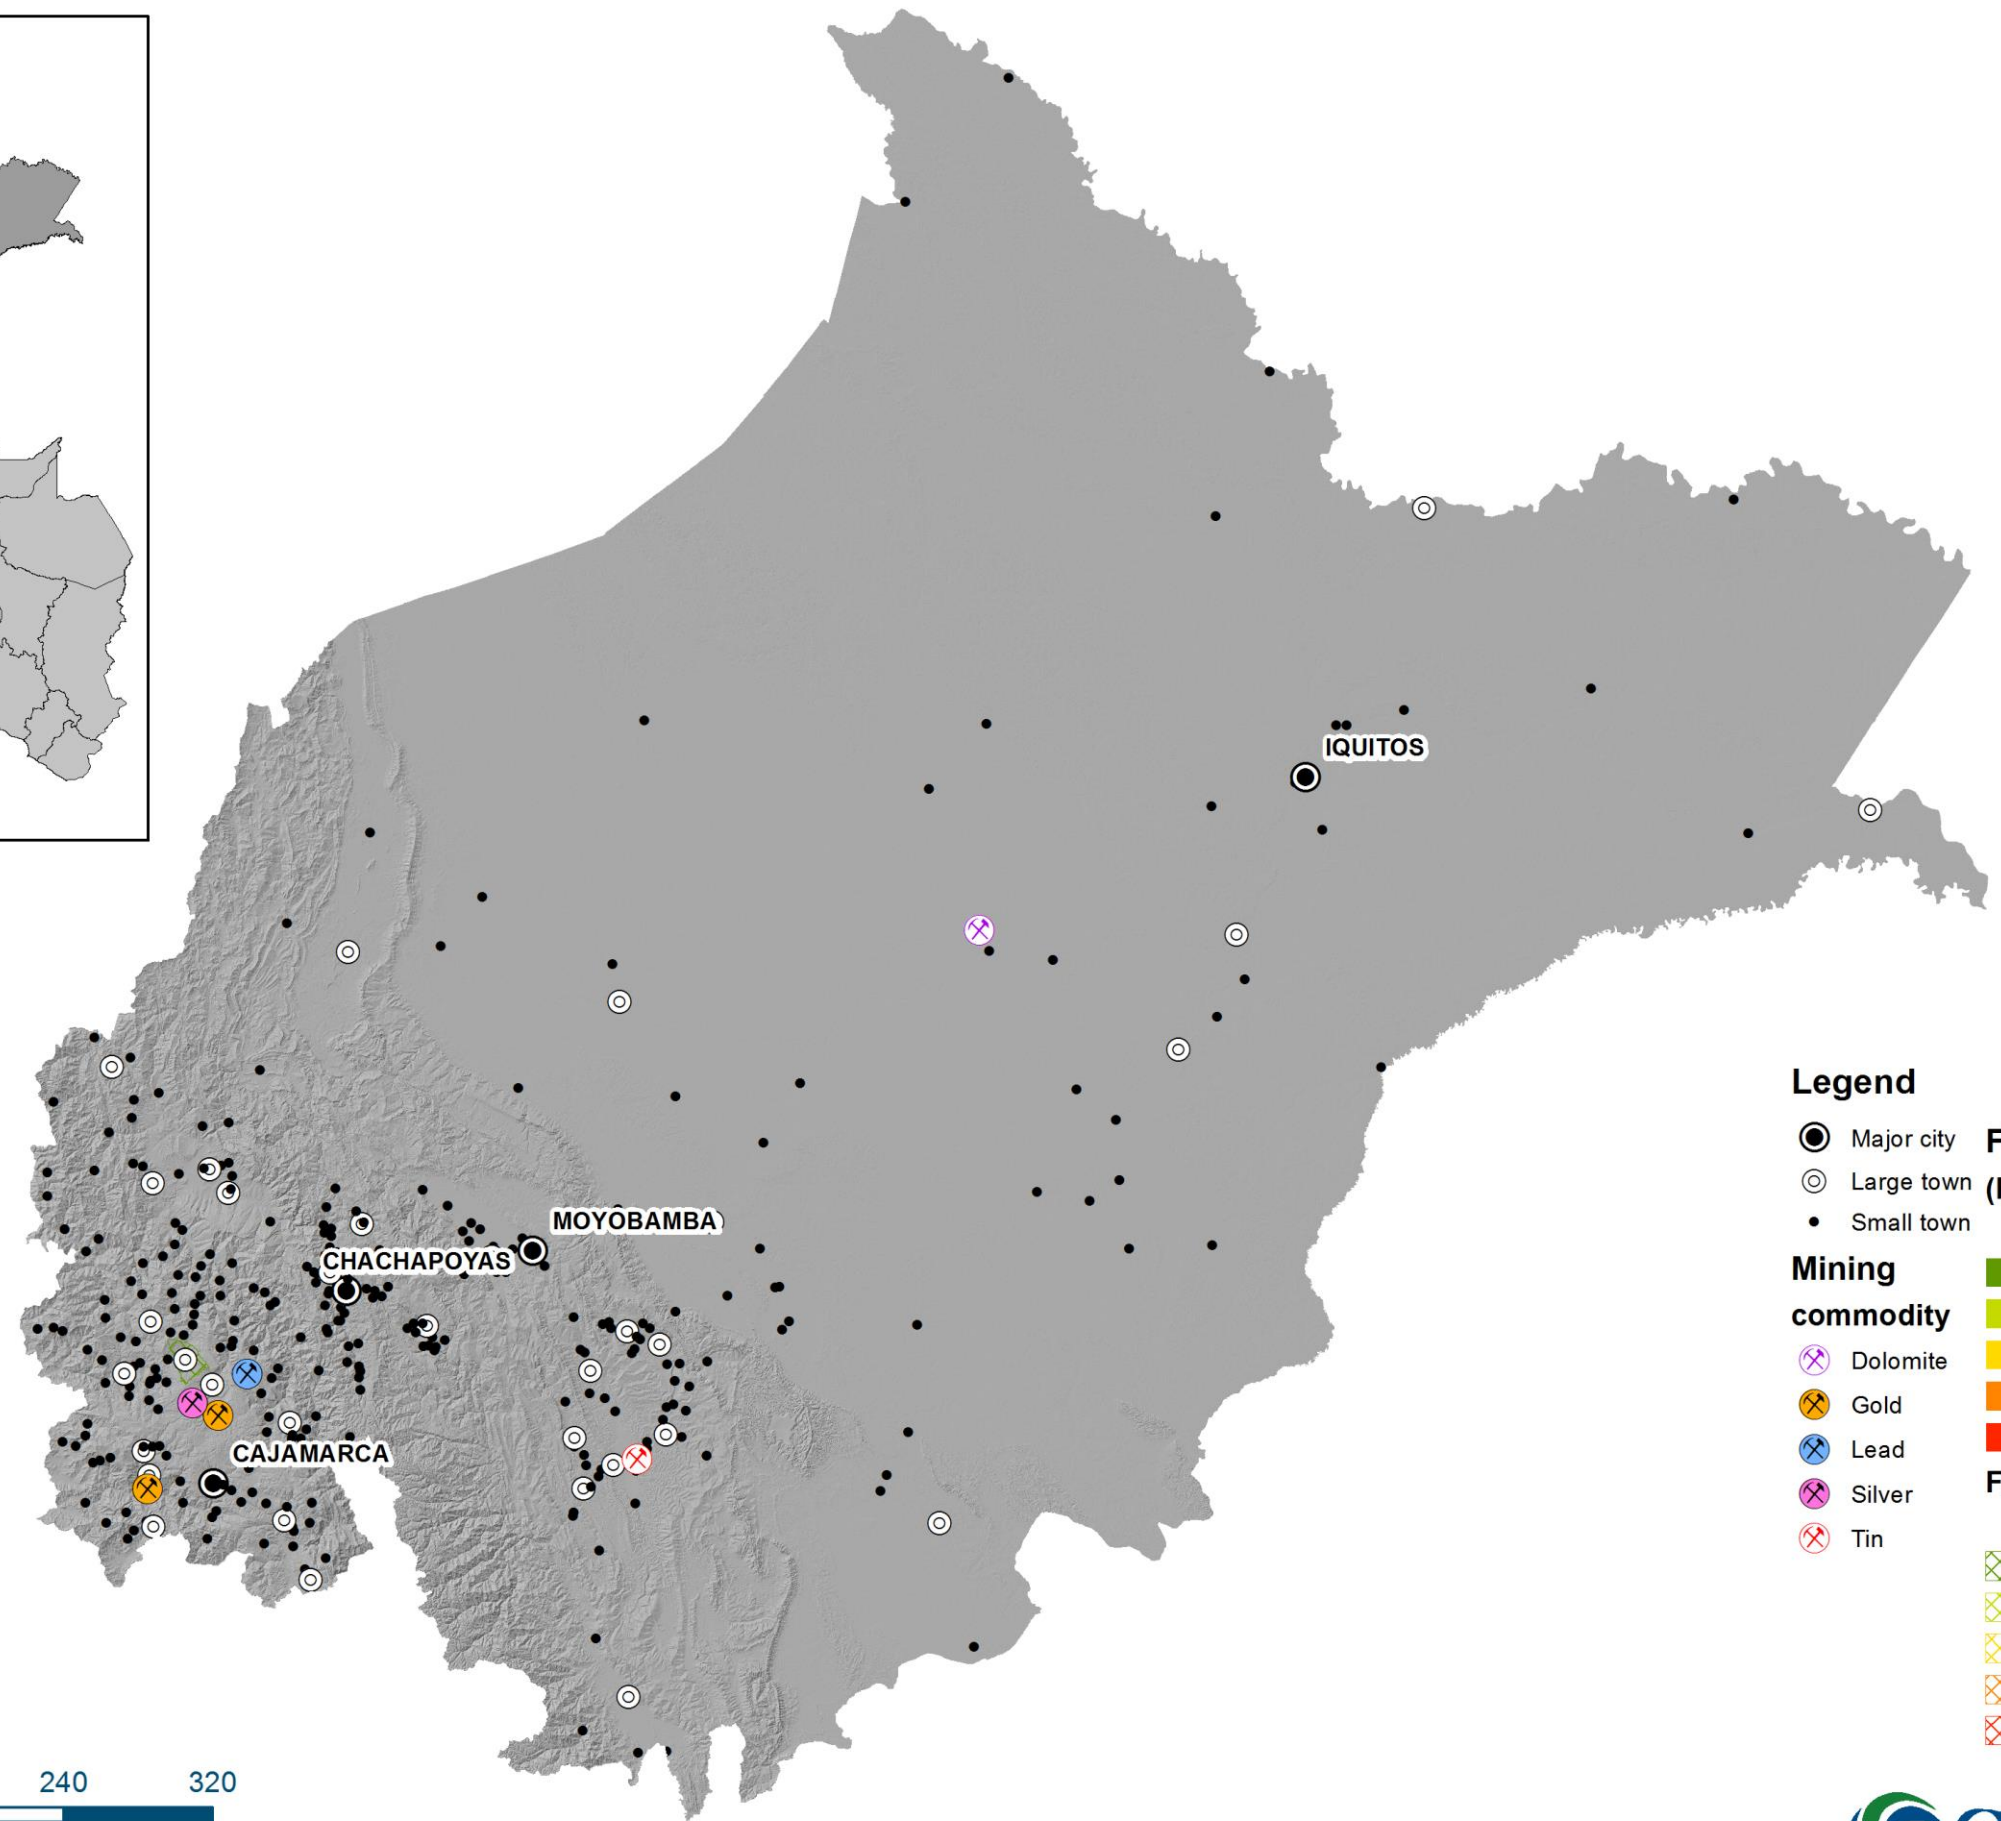 IQUITOS
MOYOBAMBA
CHACHAPOYAS
CAJAMARCA
Legend
Major city
Large town
Small town
Mining
commodity
Dolomite
Gold
Lead
Silver
Tin
240 320